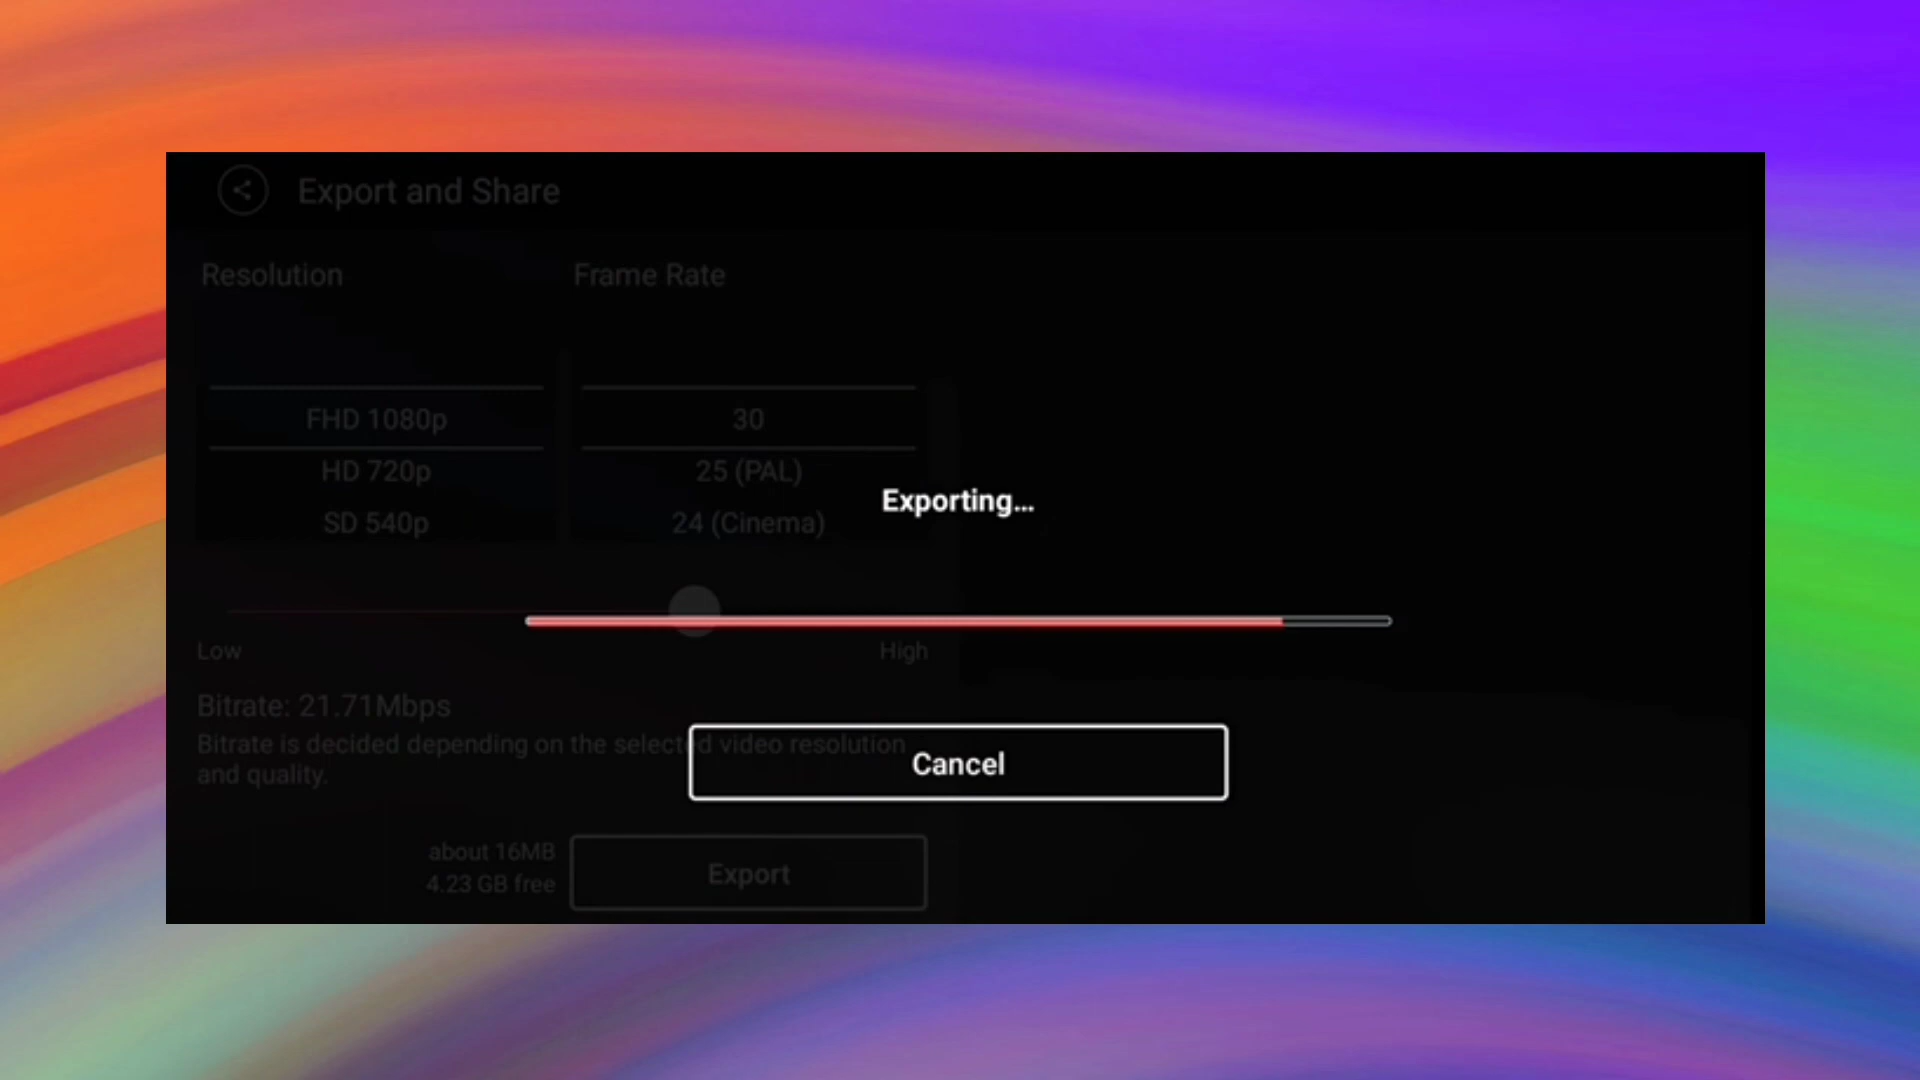 Export and Share
Resolution
Frame Rate
FHD 1080p
30
HD 720p
25 (PAL)
SD 540p
24 (Cinema)
Exporting...
Low
High
Bitrate: 21.71Mbps
Bitrate is decided depending on the selected video resolution
and quality.
Cancel
about 16MB
4.23 GB free
Export